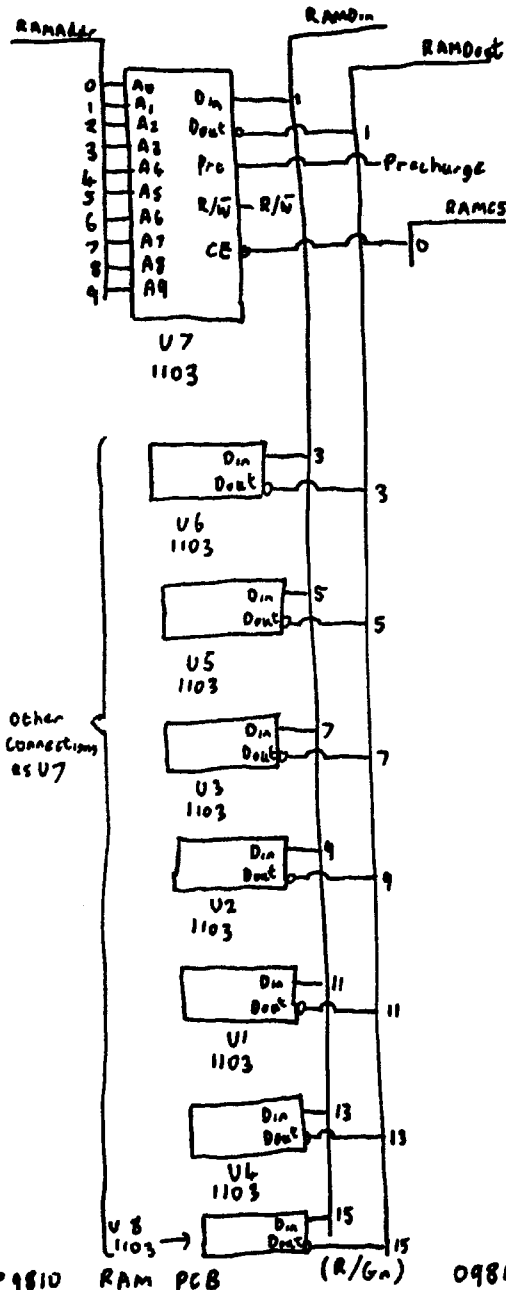 RAMAddr
RAMDin
RAMDout
0 A0
1 A1
2 A2
3 A3
4 A4
5 A5
6 A6
7 A7
8 A8
9 A9
Din 1
Dout 1
Pre Precharge
R/W̅ R/W̅
CE 0
RAMCS
U7
1103
Din 3
Dout 3
U6
1103
Din 5
Dout 5
U5
1103
Other
Connections
as U7
Din 7
Dout 7
U3
1103
Din 9
Dout 9
U2
1103
Din 11
Dout 11
U1
1103
Din 13
Dout 13
U4
1103
U8
1103
Din 15
Dout 15
9810 RAM PCB (R/Gn) 098